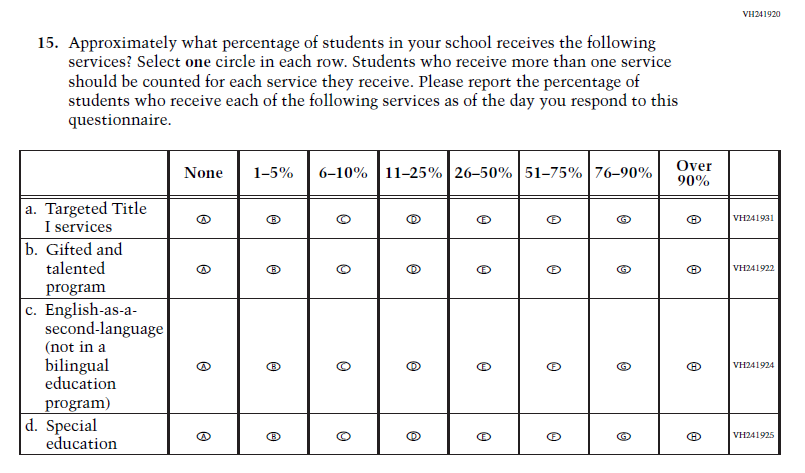 VH241920
15. Approximately what percentage of students in your school receives the following
services? Select one circle in each row. Students who receive more than one service
should be counted for each service they receive. Please report the percentage of
students who receive each of the following services as of the day you respond to this
questionnaire.
None 1–5% 6–10% 11–25% 26–50% 51–75% 76–90% Over
90%
a. Targeted Title
I services
A B C D E F G H VH241931
b. Gifted and
talented
program
A B C D E F G H VH241922
c. English-as-a-
second-language
(not in a
bilingual
education
program)
A B C D E F G H VH241924
d. Special
education
A B C D E F G H VH241925